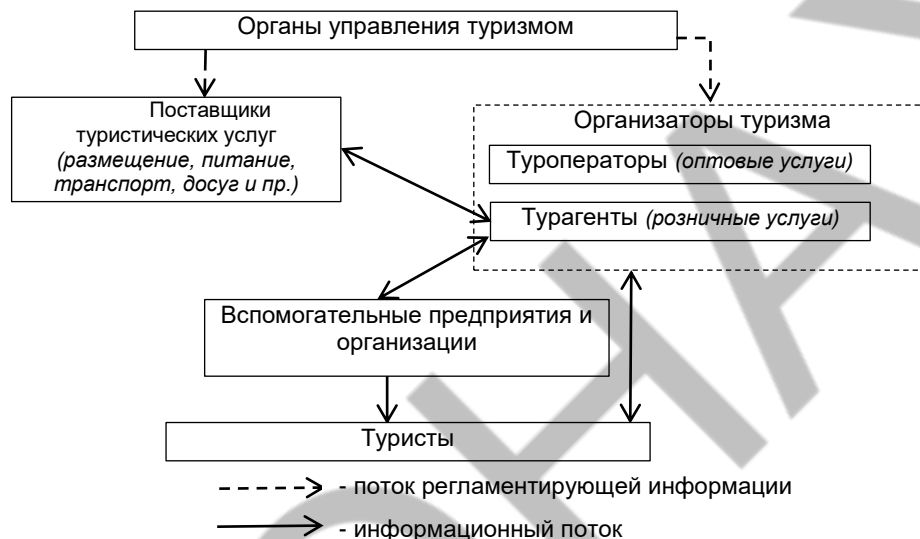 Органы управления туризмом
Поставщики
туристических услуг
(размещение, питание,
транспорт, досуг и пр.)
Организаторы туризма
Туроператоры (оптовые услуги)
Турагенты (розничные услуги)
Вспомогательные предприятия и
организации
Туристы
- поток регламентирующей информации
- информационный поток